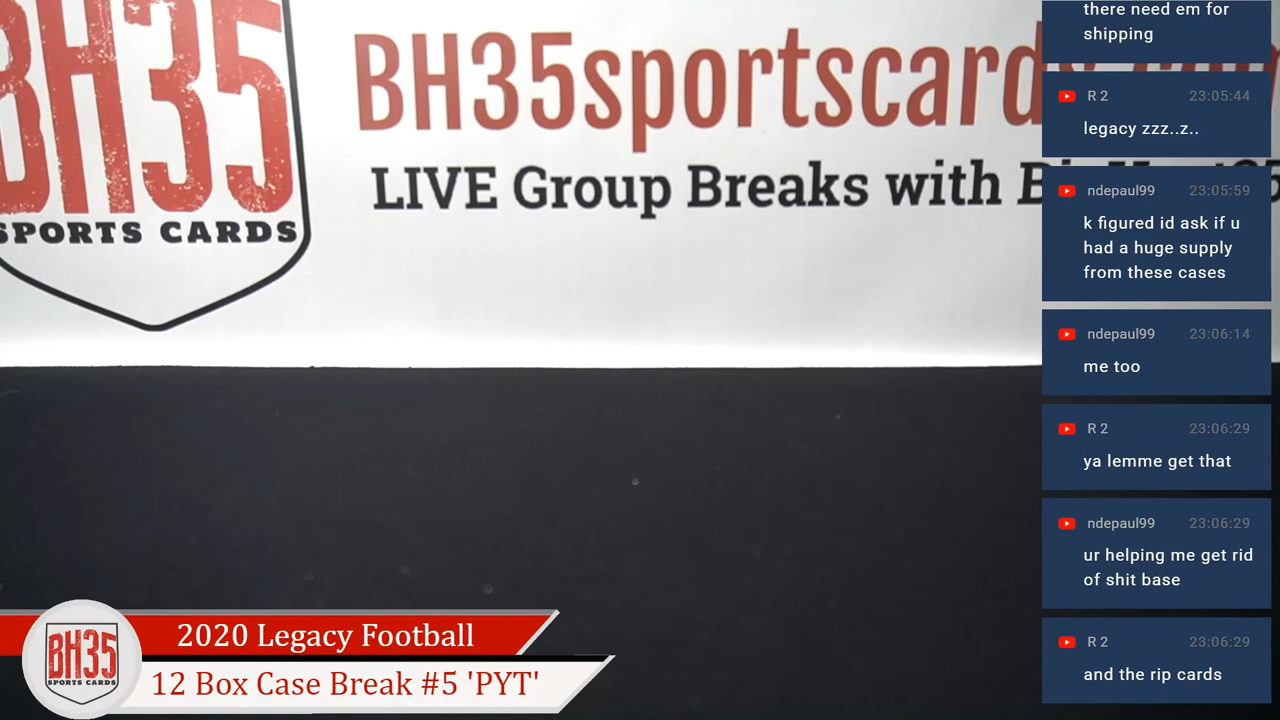 BH35
SPORTS CARDS
BH35sportscard
LIVE Group Breaks with
there need em for
shipping
R 2 23:05:44
legacy zzz..z..
ndepaul99 23:05:59
k figured id ask if u
had a huge supply
from these cases
ndepaul99 23:06:14
me too
R 2 23:06:29
ya lemme get that
ndepaul99 23:06:29
ur helping me get rid
of shit base
R 2 23:06:29
and the rip cards
BH35
SPORTS CARDS
2020 Legacy Football
12 Box Case Break #5 'PYT'